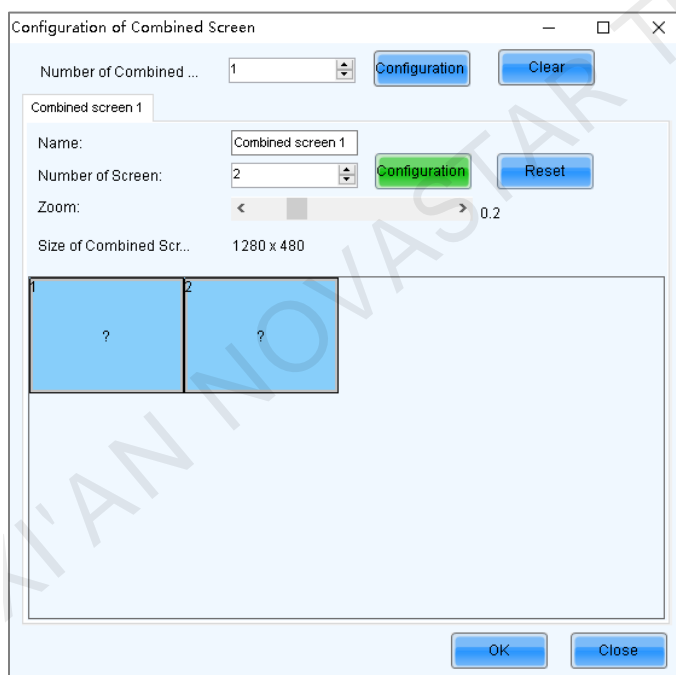 Configuration of Combined Screen
Number of Combined ... 1 Configuration Clear
Combined screen 1
Name: Combined screen 1
Number of Screen: 2 Configuration Reset
Zoom: 0.2
Size of Combined Scr... 1280 x 480
1 2
? ?
OK Close
XI'AN NOVASTAR T